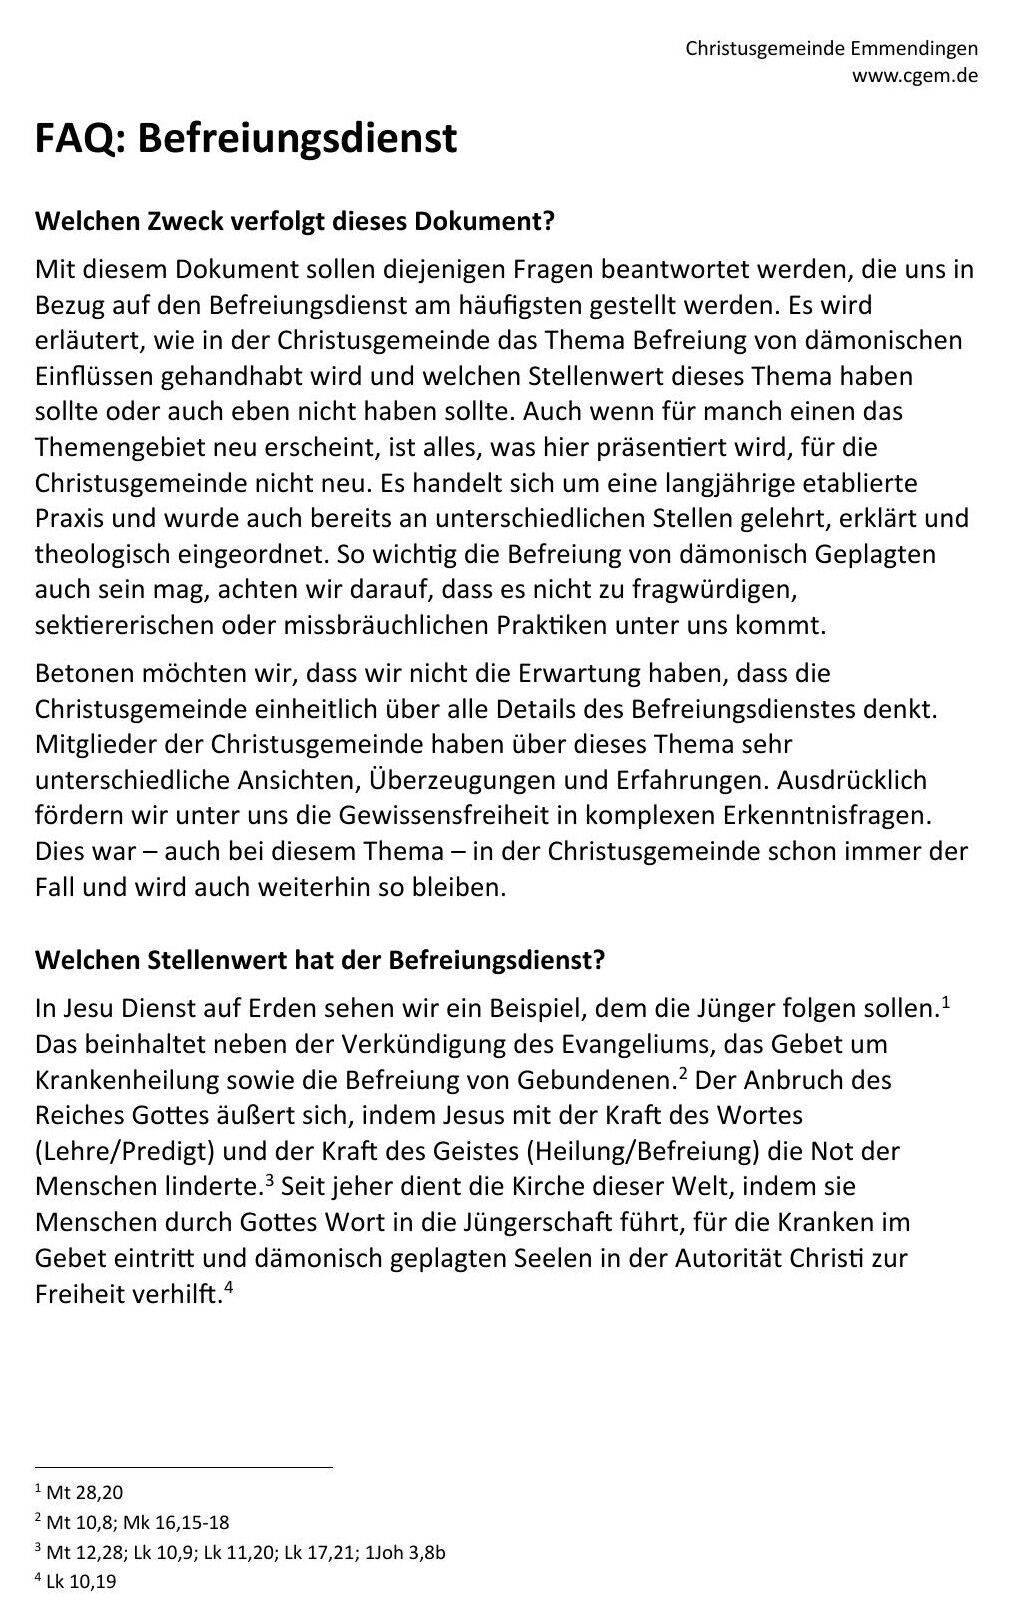 Christusgemeinde Emmendingen
www.cgem.de
FAQ: Befreiungsdienst
Welchen Zweck verfolgt dieses Dokument?
Mit diesem Dokument sollen diejenigen Fragen beantwortet werden, die uns in
Bezug auf den Befreiungsdienst am häufigsten gestellt werden. Es wird
erläutert, wie in der Christusgemeinde das Thema Befreiung von dämonischen
Einflüssen gehandhabt wird und welchen Stellenwert dieses Thema haben
sollte oder auch eben nicht haben sollte. Auch wenn für manch einen das
Themengebiet neu erscheint, ist alles, was hier präsentiert wird, für die
Christusgemeinde nicht neu. Es handelt sich um eine langjährige etablierte
Praxis und wurde auch bereits an unterschiedlichen Stellen gelehrt, erklärt und
theologisch eingeordnet. So wichtig die Befreiung von dämonisch Geplagten
auch sein mag, achten wir darauf, dass es nicht zu fragwürdigen,
sektiererischen oder missbräuchlichen Praktiken unter uns kommt.
Betonen möchten wir, dass wir nicht die Erwartung haben, dass die
Christusgemeinde einheitlich über alle Details des Befreiungsdienstes denkt.
Mitglieder der Christusgemeinde haben über dieses Thema sehr
unterschiedliche Ansichten, Überzeugungen und Erfahrungen. Ausdrücklich
fördern wir unter uns die Gewissensfreiheit in komplexen Erkenntnisfragen.
Dies war – auch bei diesem Thema – in der Christusgemeinde schon immer der
Fall und wird auch weiterhin so bleiben.
Welchen Stellenwert hat der Befreiungsdienst?
In Jesu Dienst auf Erden sehen wir ein Beispiel, dem die Jünger folgen sollen.¹
Das beinhaltet neben der Verkündigung des Evangeliums, das Gebet um
Krankenheilung sowie die Befreiung von Gebundenen.² Der Anbruch des
Reiches Gottes äußert sich, indem Jesus mit der Kraft des Wortes
(Lehre/Predigt) und der Kraft des Geistes (Heilung/Befreiung) die Not der
Menschen linderte.³ Seit jeher dient die Kirche dieser Welt, indem sie
Menschen durch Gottes Wort in die Jüngerschaft führt, für die Kranken im
Gebet eintritt und dämonisch geplagten Seelen in der Autorität Christi zur
Freiheit verhilft.⁴
¹ Mt 28,20
² Mt 10,8; Mk 16,15-18
³ Mt 12,28; Lk 10,9; Lk 11,20; Lk 17,21; 1Joh 3,8b
⁴ Lk 10,19